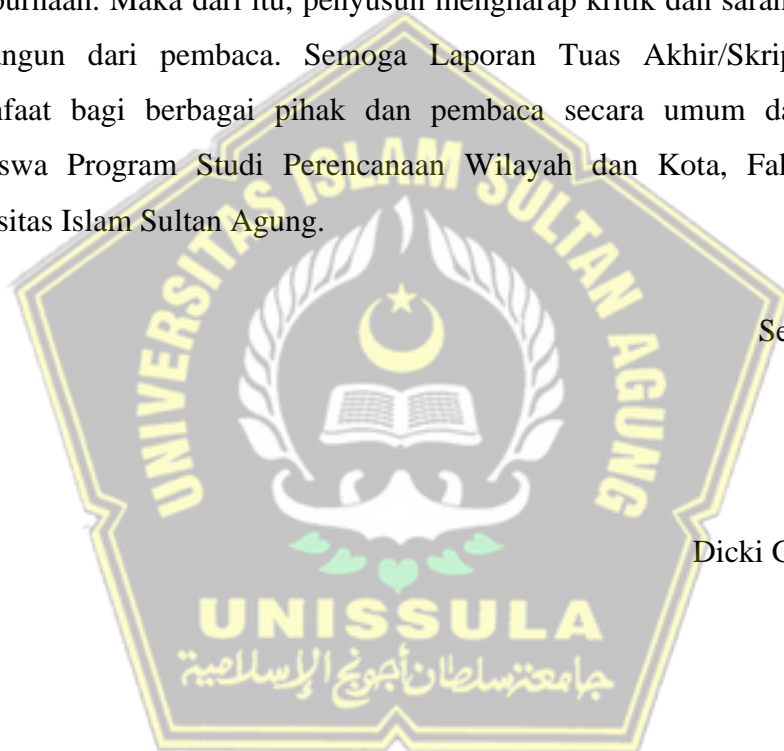 burnaan. Maka dari itu, penyusun mengharap kritik dan saran
ngun dari pembaca. Semoga Laporan Tuas Akhir/Skrip
nfaat bagi berbagai pihak dan pembaca secara umum da
swa Program Studi Perencanaan Wilayah dan Kota, Fal
sitas Islam Sultan Agung.
UNIVERSITAS ISLAM SULTAN AGUNG
Se
Dicki
UNISSULA
جامعة سلطان أجونج الإسلامية